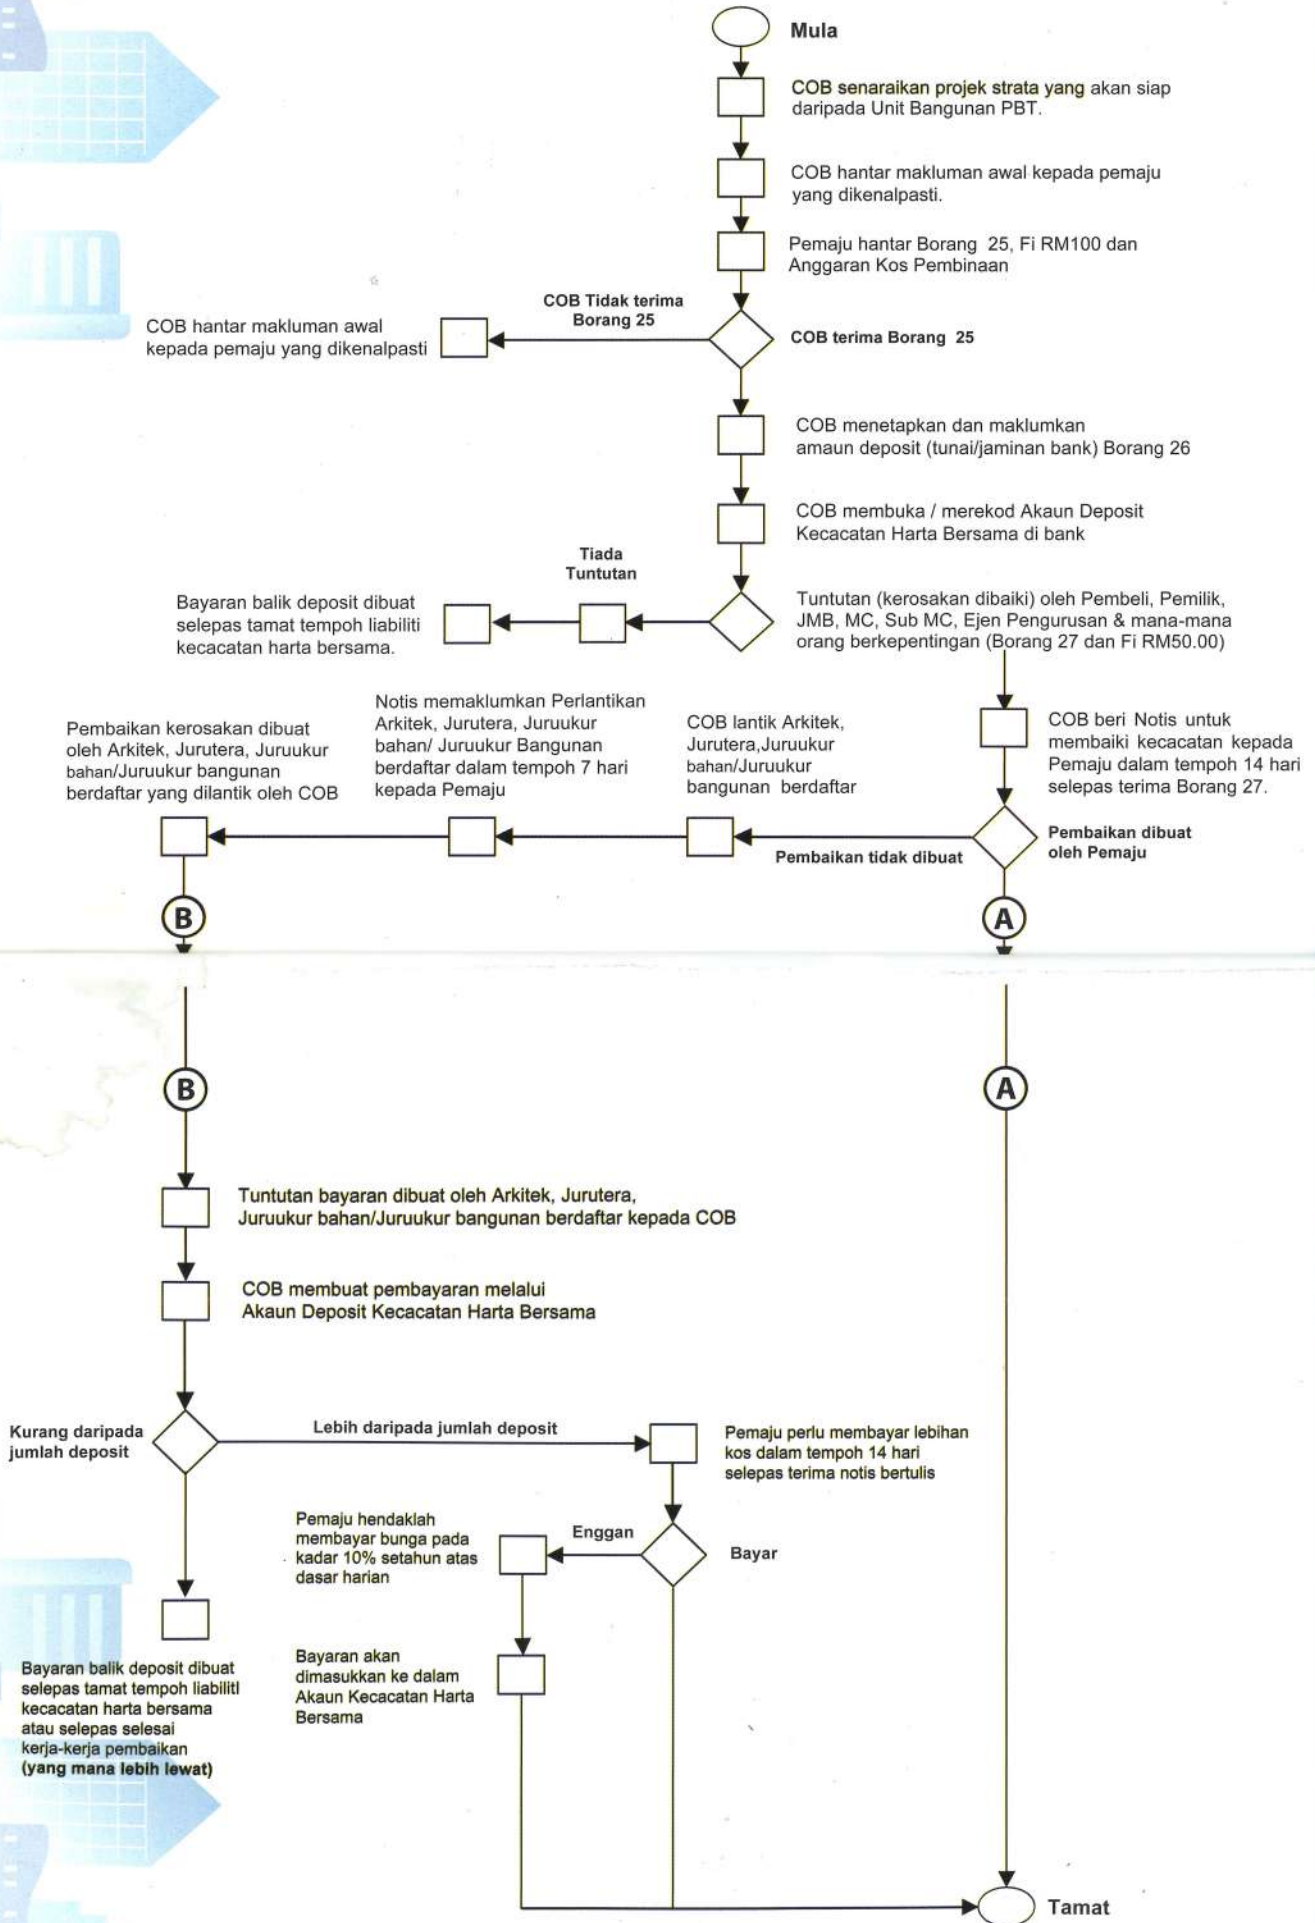 Mula
COB senaraikan projek strata yang akan siap
daripada Unit Bangunan PBT.
COB hantar makluman awal kepada pemaju
yang dikenalpasti.
Pemaju hantar Borang 25, Fi RM100 dan
Anggaran Kos Pembinaan
COB Tidak terima
Borang 25
COB hantar makluman awal
kepada pemaju yang dikenalpasti
COB terima Borang 25
COB menetapkan dan maklumkan
amaun deposit (tunai/jaminan bank) Borang 26
COB membuka / merekod Akaun Deposit
Kecacatan Harta Bersama di bank
Tiada
Tuntutan
Bayaran balik deposit dibuat
selepas tamat tempoh liabiliti
kecacatan harta bersama.
Tuntutan (kerosakan dibaiki) oleh Pembeli, Pemilik,
JMB, MC, Sub MC, Ejen Pengurusan & mana-mana
orang berkepentingan (Borang 27 dan Fi RM50.00)
Pembaikan kerosakan dibuat
oleh Arkitek, Jurutera, Juruukur
bahan/Juruukur bangunan
berdaftar yang dilantik oleh COB
Notis memaklumkan Perlantikan
Arkitek, Jurutera, Juruukur
bahan/ Juruukur Bangunan
berdaftar dalam tempoh 7 hari
kepada Pemaju
COB lantik Arkitek,
Jurutera,Juruukur
bahan/Juruukur
bangunan berdaftar
COB beri Notis untuk
membaiki kecacatan kepada
Pemaju dalam tempoh 14 hari
selepas terima Borang 27.
Pembaikan tidak dibuat
Pembaikan dibuat
oleh Pemaju
B
A
B
A
Tuntutan bayaran dibuat oleh Arkitek, Jurutera,
Juruukur bahan/Juruukur bangunan berdaftar kepada COB
COB membuat pembayaran melalui
Akaun Deposit Kecacatan Harta Bersama
Kurang daripada
jumlah deposit
Lebih daripada jumlah deposit
Pemaju perlu membayar lebihan
kos dalam tempoh 14 hari
selepas terima notis bertulis
Pemaju hendaklah
membayar bunga pada
kadar 10% setahun atas
dasar harian
Enggan
Bayar
Bayaran balik deposit dibuat
selepas tamat tempoh liabilitI
kecacatan harta bersama
atau selepas selesai
kerja-kerja pembaikan
(yang mana lebih lewat)
Bayaran akan
dimasukkan ke dalam
Akaun Kecacatan Harta
Bersama
Tamat